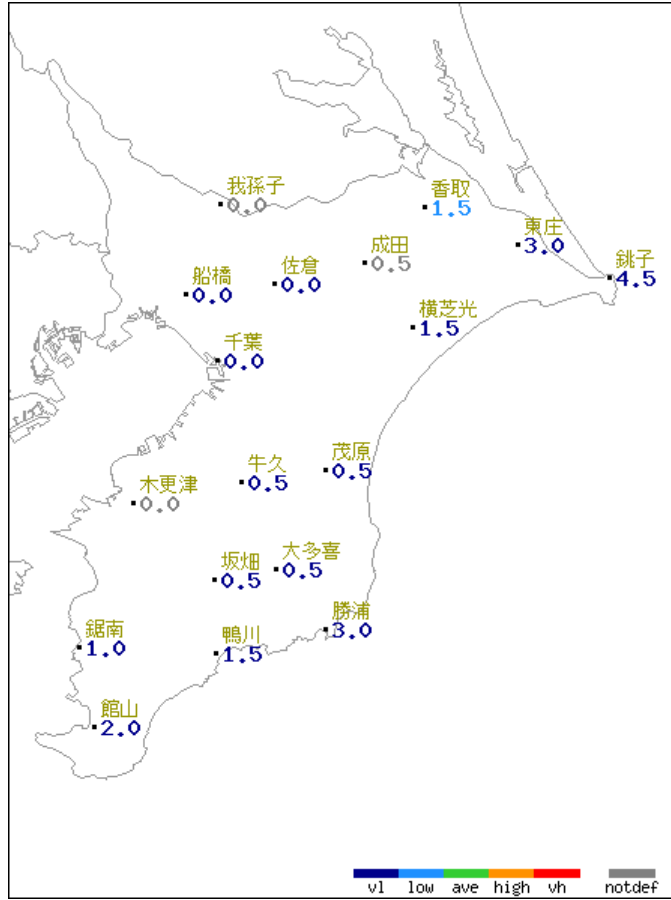 我孫子
0.0
香取
1.5
東庄
3.0
成田
0.5
銚子
4.5
船橋
0.0
佐倉
0.0
横芝光
1.5
千葉
0.0
牛久
0.5
茂原
0.5
木更津
0.0
坂畑
0.5
大多喜
0.5
鋸南
1.0
鴨川
1.5
勝浦
3.0
館山
2.0
vl low ave high vh notdef